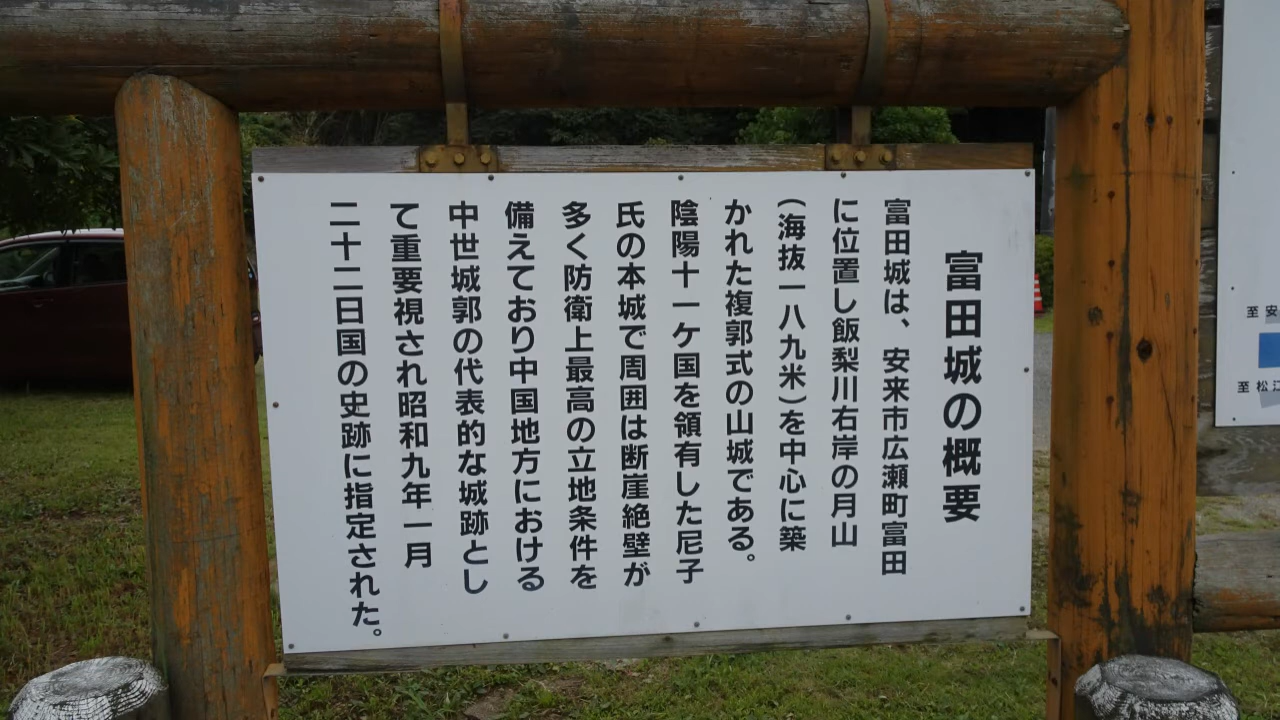 富田城の概要
富田城は、安来市広瀬町富田
に位置し飯梨川右岸の月山
(海抜一八九米)を中心に築
かれた複郭式の山城である。
陰陽十一ケ国を領有した尼子
氏の本城で周囲は断崖絶壁が
多く防衛上最高の立地条件を
備えており中国地方における
中世城郭の代表的な城跡とし
て重要視され昭和九年一月
二十二日国の史跡に指定された。
至安
至松江